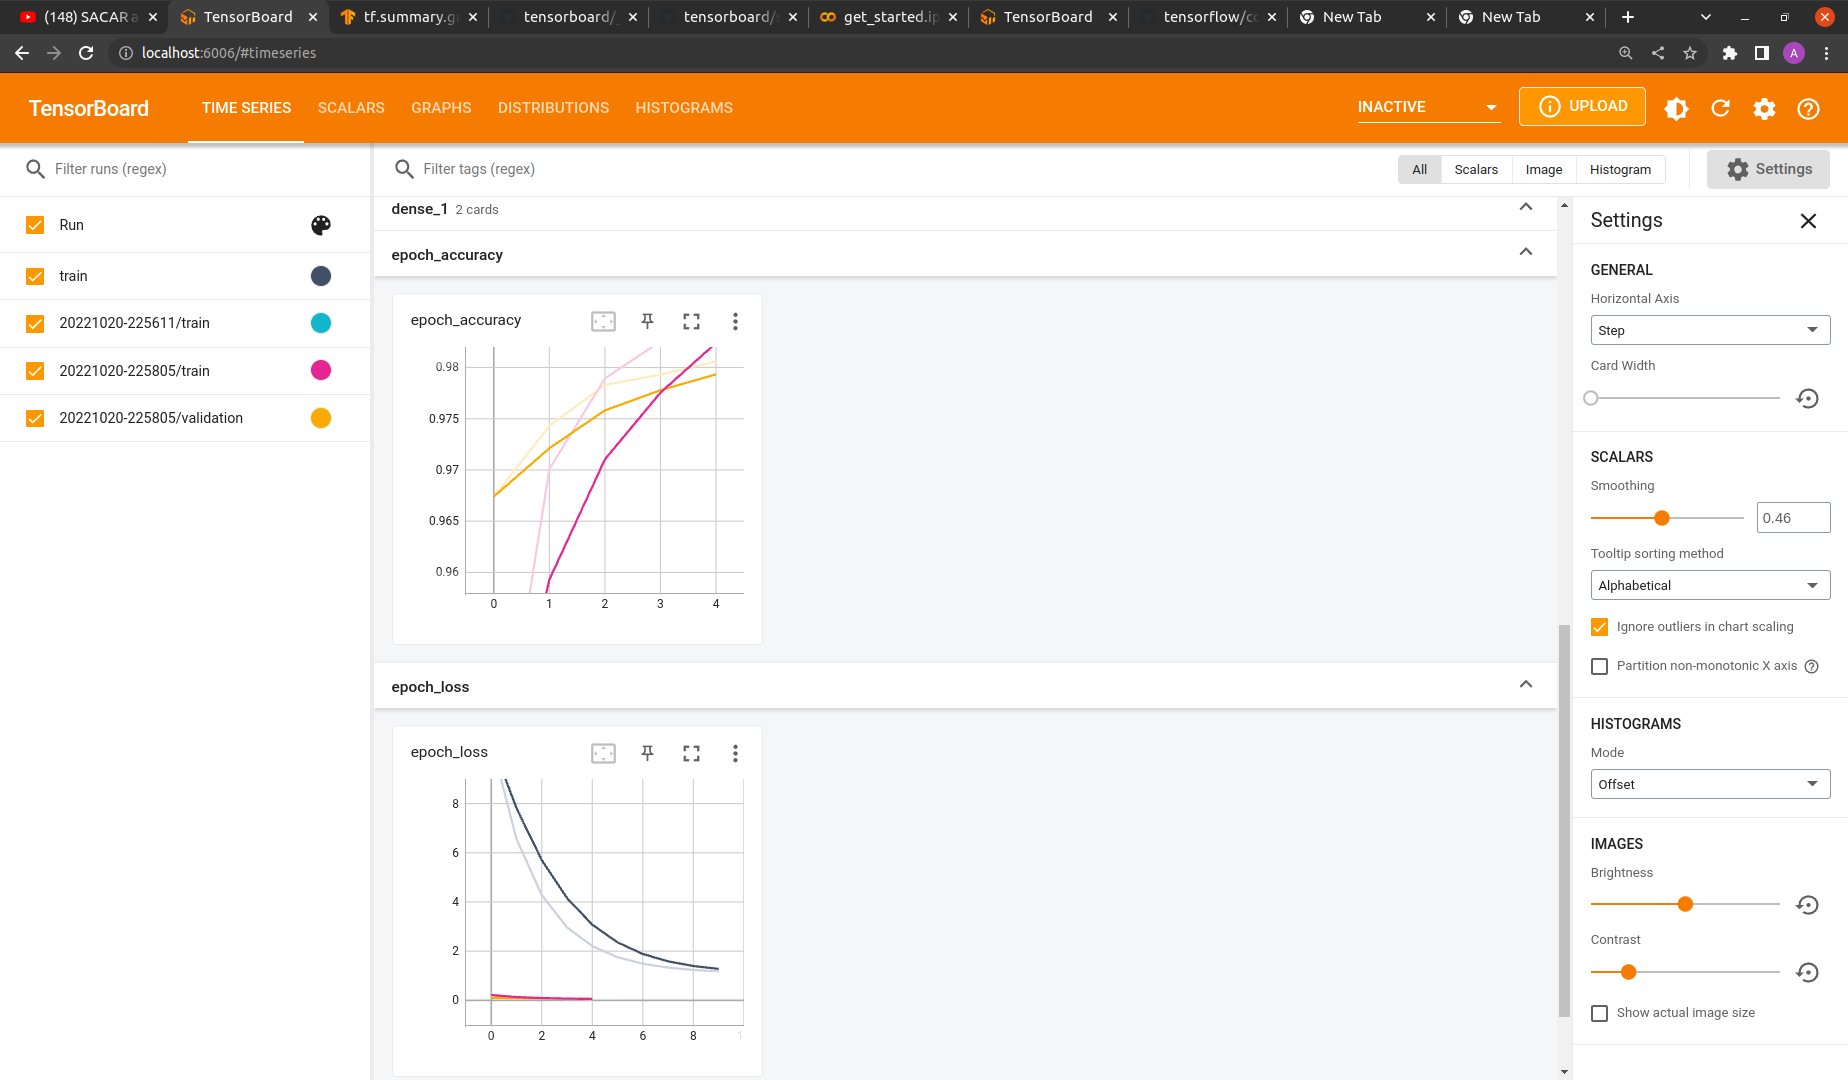 (148) SACAR a
TensorBoard
tf.summary.g
tensorboard/
tensorboard/
get_started.ip
TensorBoard
tensorflow/co
New Tab
New Tab
localhost:6006/#timeseries
A
TensorBoard
TIME SERIES
SCALARS
GRAPHS
DISTRIBUTIONS
HISTOGRAMS
INACTIVE
UPLOAD
Filter runs (regex)
Filter tags (regex)
All
Scalars
Image
Histogram
Settings
Run
train
20221020-225611/train
20221020-225805/train
20221020-225805/validation
dense_1 2 cards
epoch_accuracy
epoch_accuracy
0.98
0.975
0.97
0.965
0.96
0 1 2 3 4
epoch_loss
epoch_loss
8
6
4
2
0
0 2 4 6 8 1
Settings
GENERAL
Horizontal Axis
Step
Card Width
SCALARS
Smoothing
0.46
Tooltip sorting method
Alphabetical
Ignore outliers in chart scaling
Partition non-monotonic X axis
HISTOGRAMS
Mode
Offset
IMAGES
Brightness
Contrast
Show actual image size